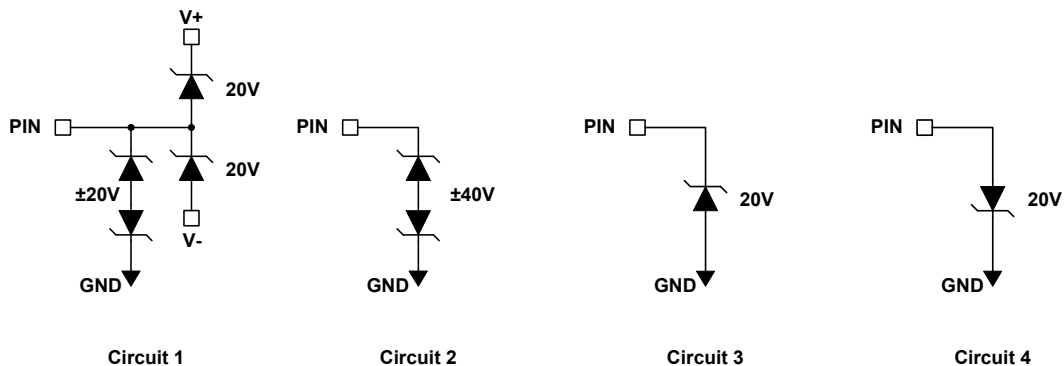 V+
20V
PIN
±20V
20V
V-
GND
Circuit 1
PIN
±40V
GND
Circuit 2
PIN
20V
GND
Circuit 3
PIN
20V
GND
Circuit 4